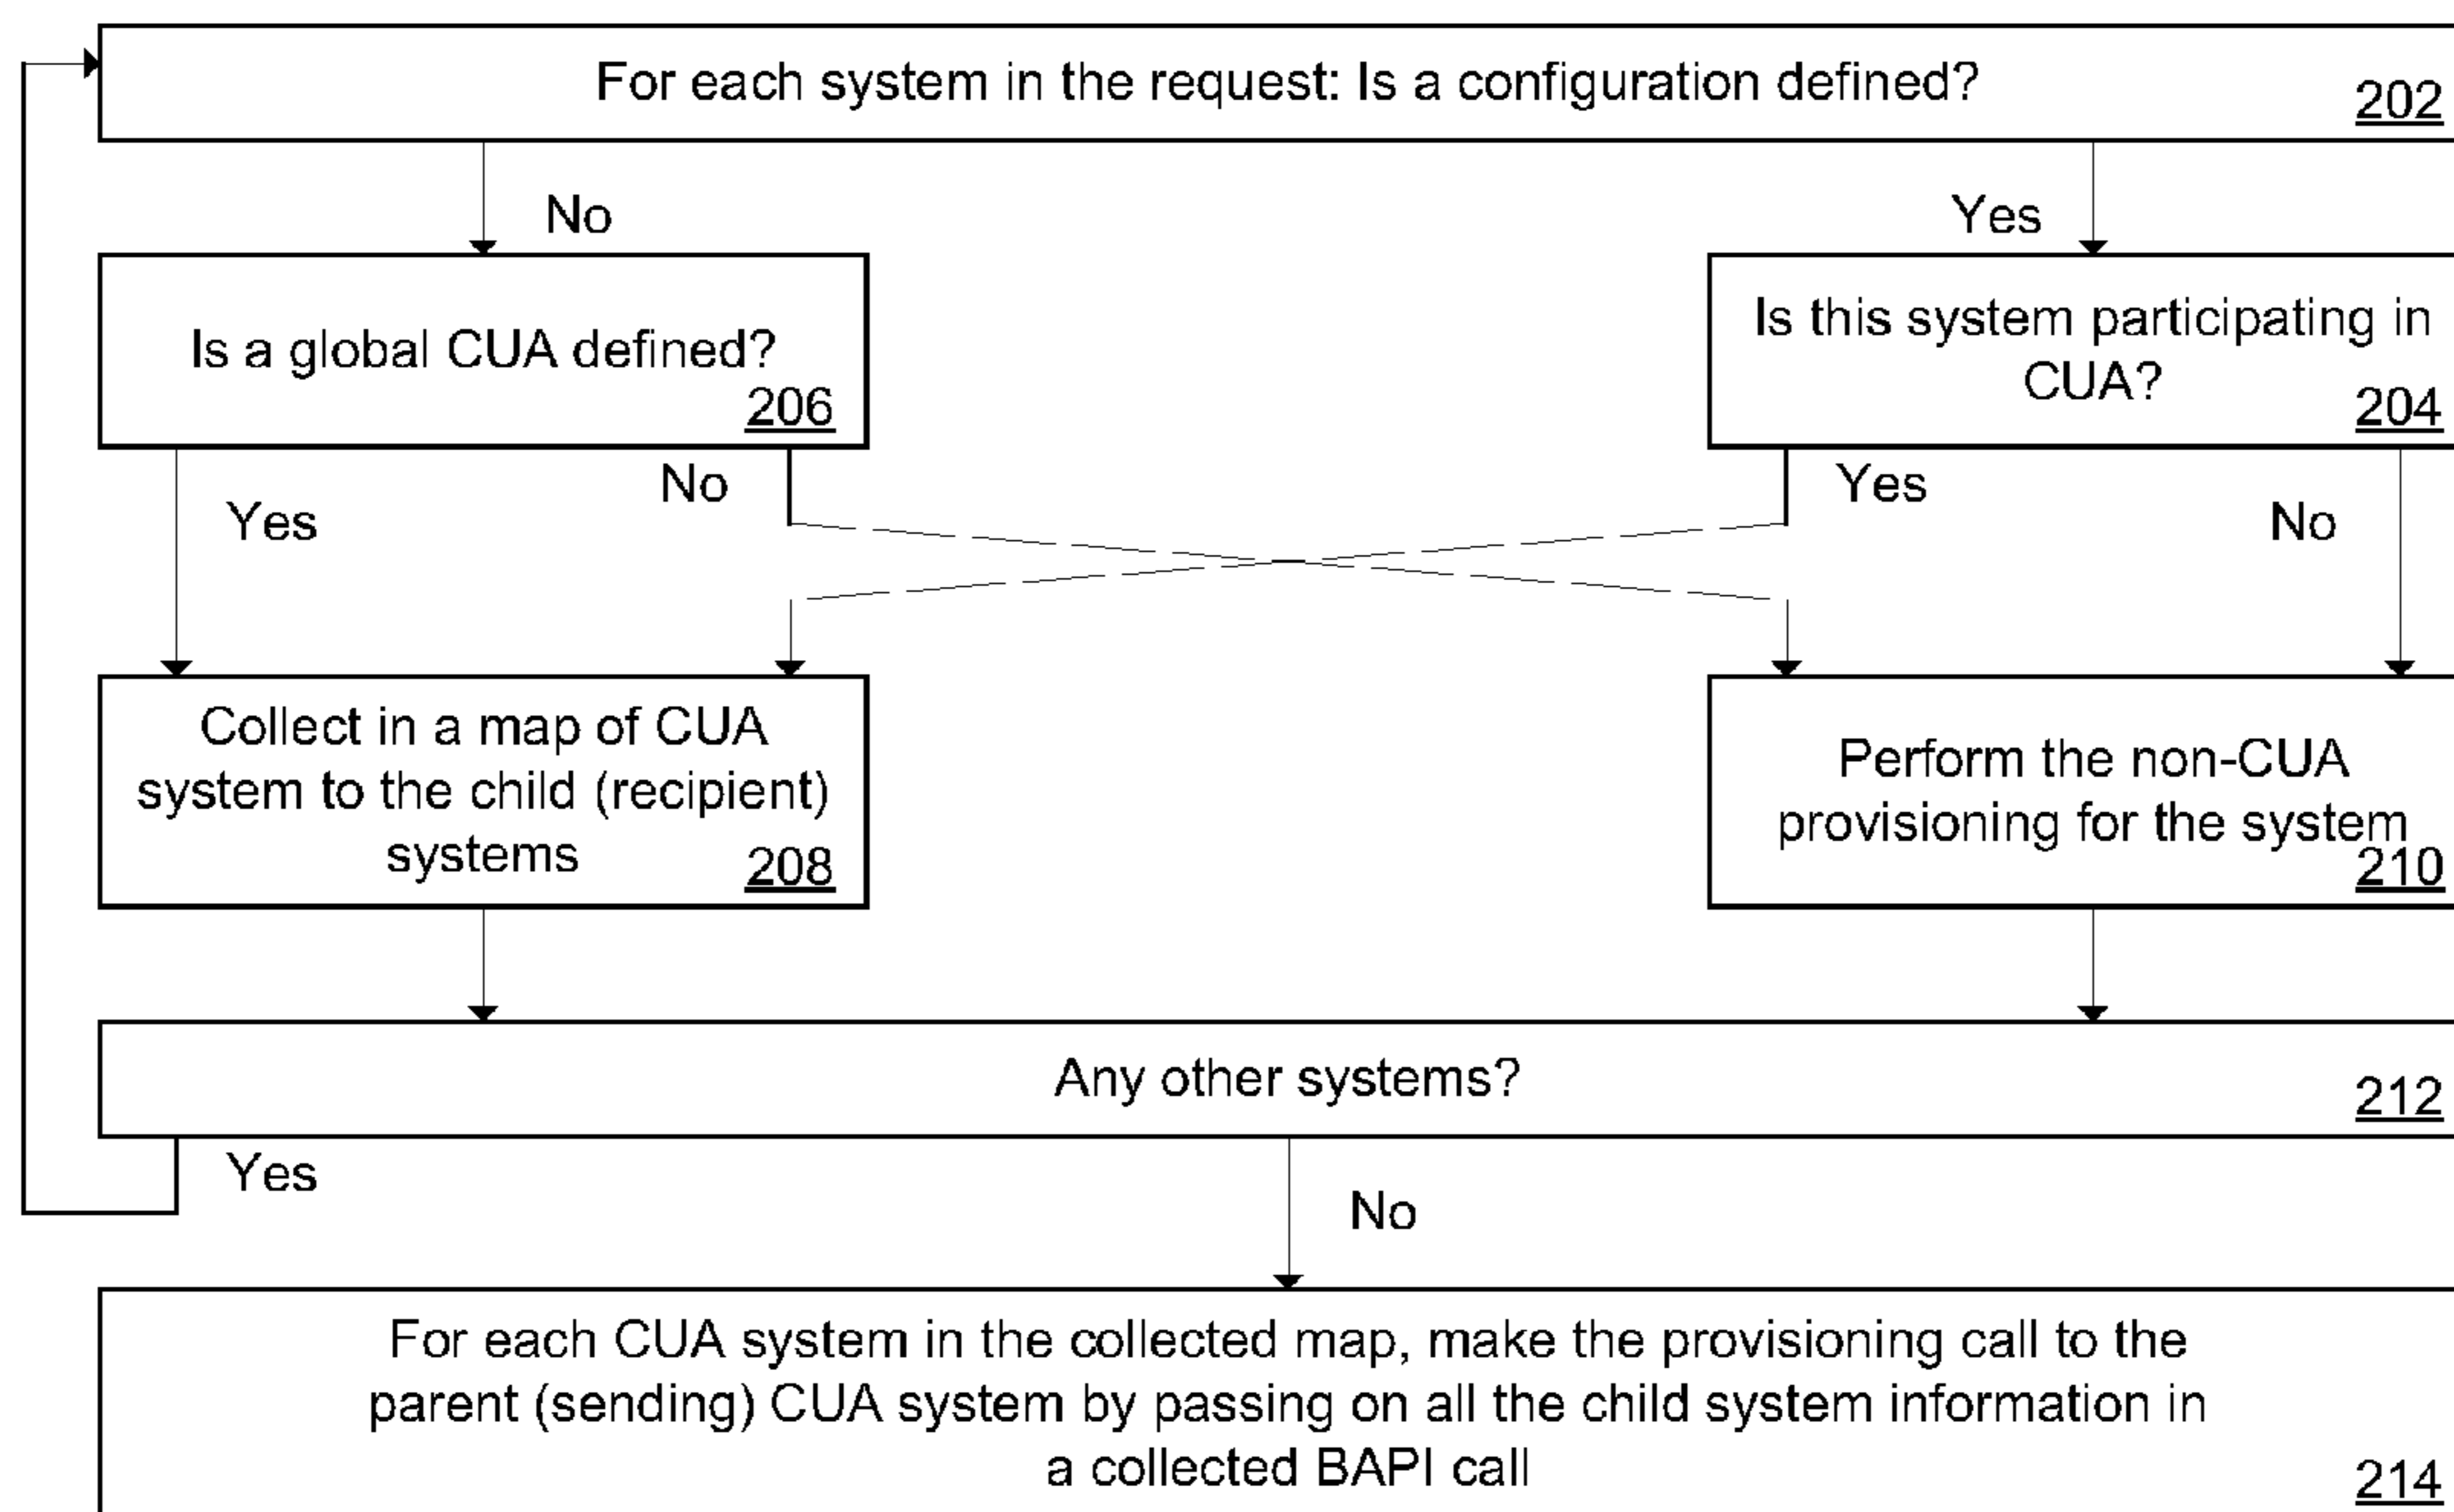 For each system in the request: Is a configuration defined?
202
No
Yes
Is a global CUA defined?
206
Is this system participating in
CUA?
204
Yes
No
Yes
No
Collect in a map of CUA
system to the child (recipient)
systems
208
Perform the non-CUA
provisioning for the system
210
Any other systems?
212
Yes
No
For each CUA system in the collected map, make the provisioning call to the
parent (sending) CUA system by passing on all the child system information in
a collected BAPI call
214